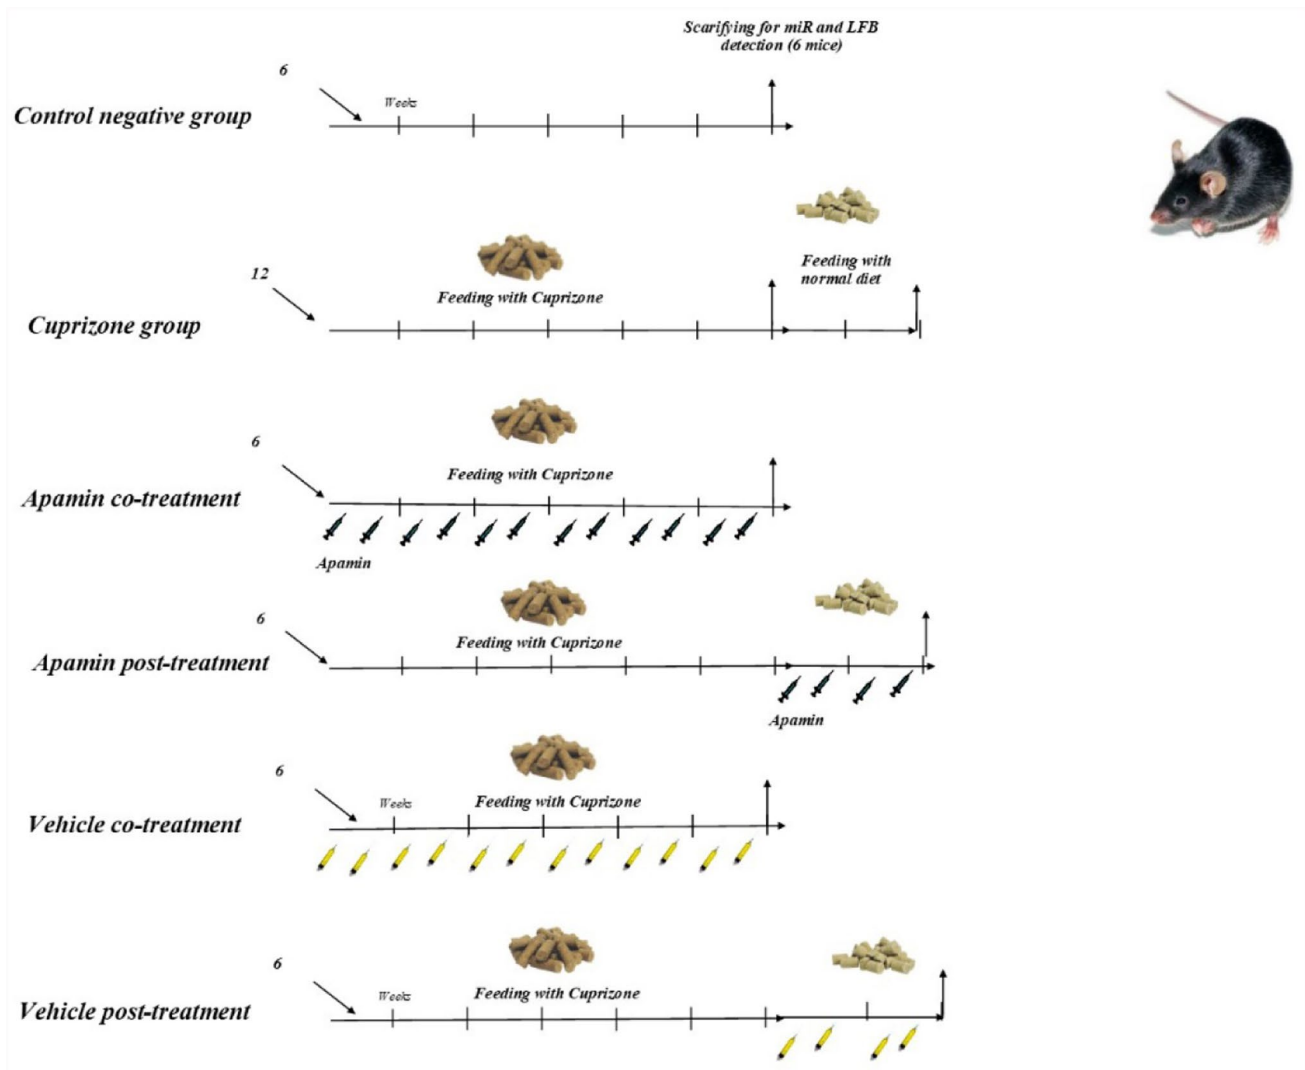 Scarifying for miR and LFB
detection (6 mice)
6
Weeks
Control negative group
Feeding with
normal diet
12
Feeding with Cuprizone
Cuprizone group
6
Feeding with Cuprizone
Apamin co-treatment
Apamin
6
Feeding with Cuprizone
Apamin post-treatment
Apamin
6
Weeks
Feeding with Cuprizone
Vehicle co-treatment
6
Weeks
Feeding with Cuprizone
Vehicle post-treatment